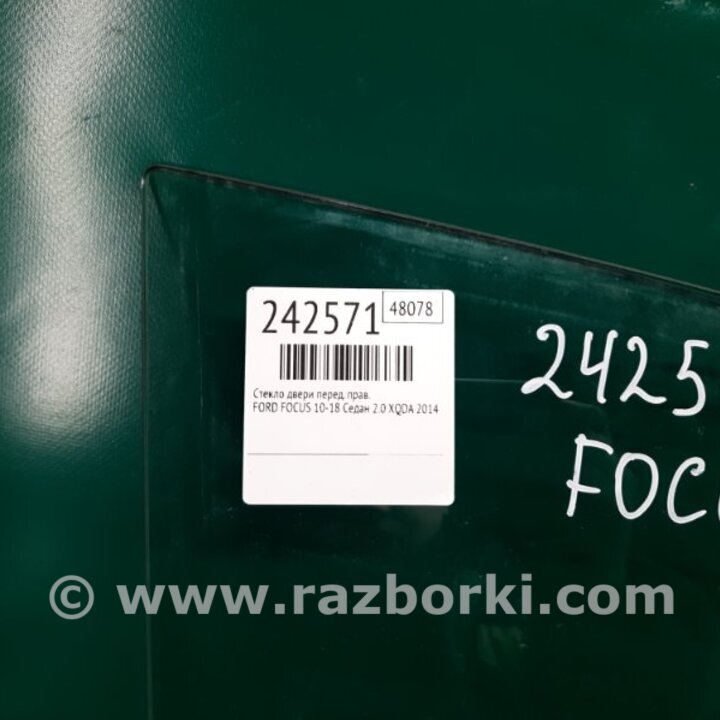 242571
48078
Стекло двери перед. прав.
FORD FOCUS 10-18 Седан 2.0 XQDA 2014
2425
FOC
© www.razborki.com